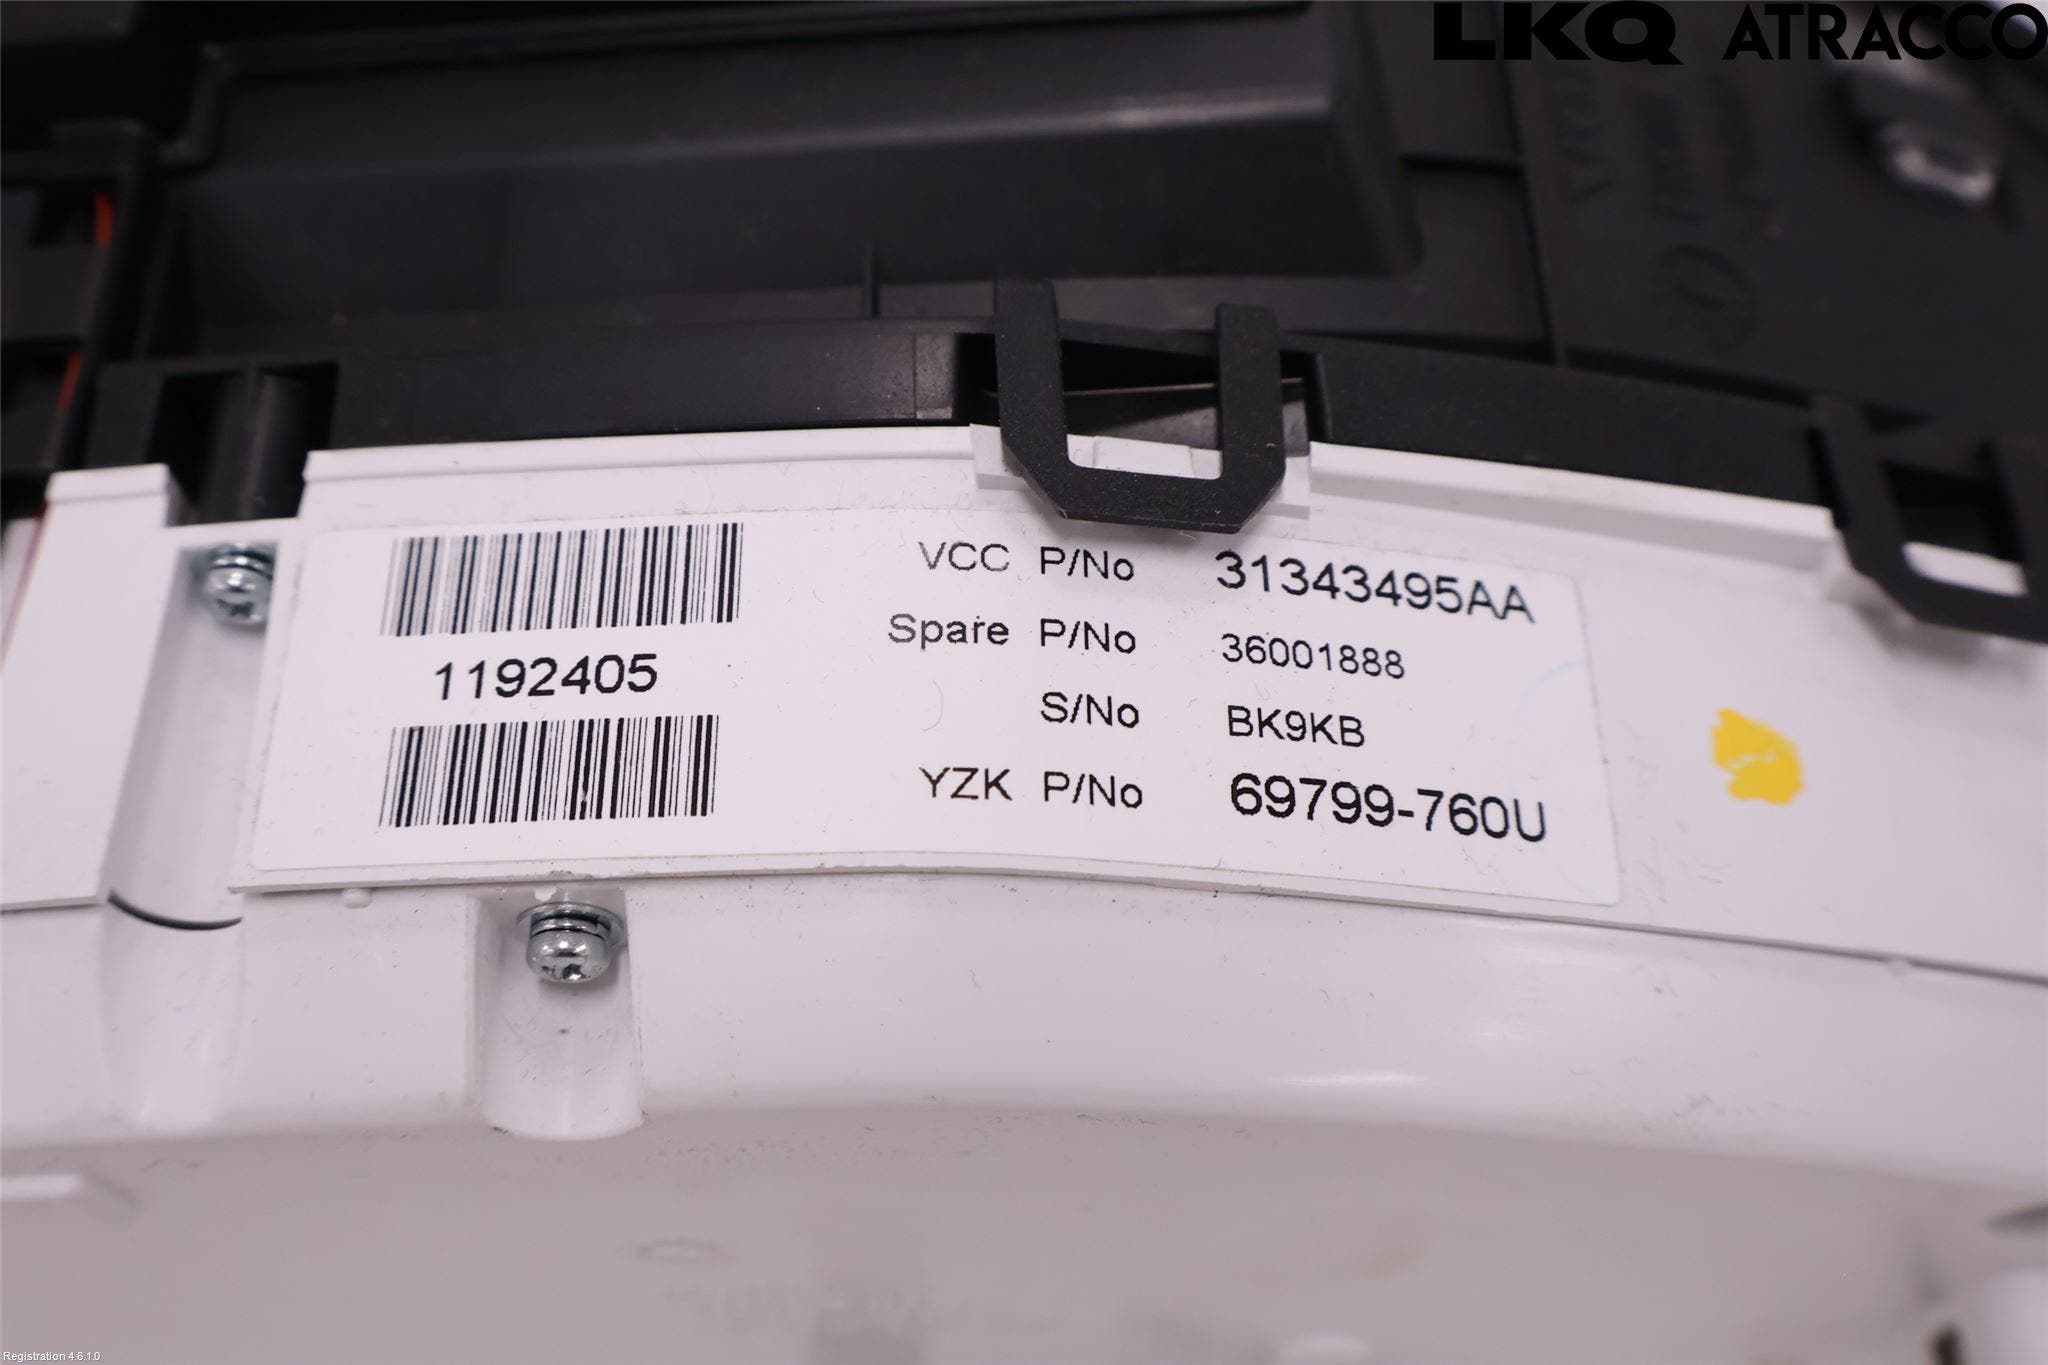 LKQ ATRACCO
1192405
VCC P/No 31343495AA
Spare P/No 36001888
S/No BK9KB
YZK P/No 69799-760U
Registration 4.6.1.0